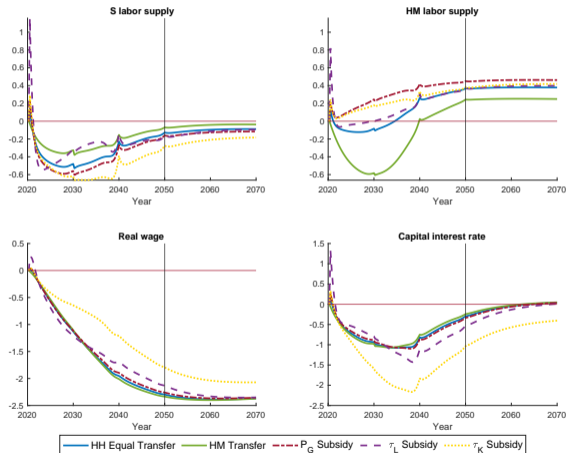 S labor supply
1
0.8
0.6
0.4
0.2
0
-0.2
-0.4
-0.6
2020 2030 2040 2050 2060 2070
Year
HM labor supply
1
0.8
0.6
0.4
0.2
0
-0.2
-0.4
-0.6
2020 2030 2040 2050 2060 2070
Year
Real wage
0.5
0
-0.5
-1
-1.5
-2
-2.5
2020 2030 2040 2050 2060 2070
Year
Capital interest rate
1.5
1
0.5
0
-0.5
-1
-1.5
-2
-2.5
2020 2030 2040 2050 2060 2070
Year
HH Equal Transfer HM Transfer P_G Subsidy τ_L Subsidy τ_K Subsidy